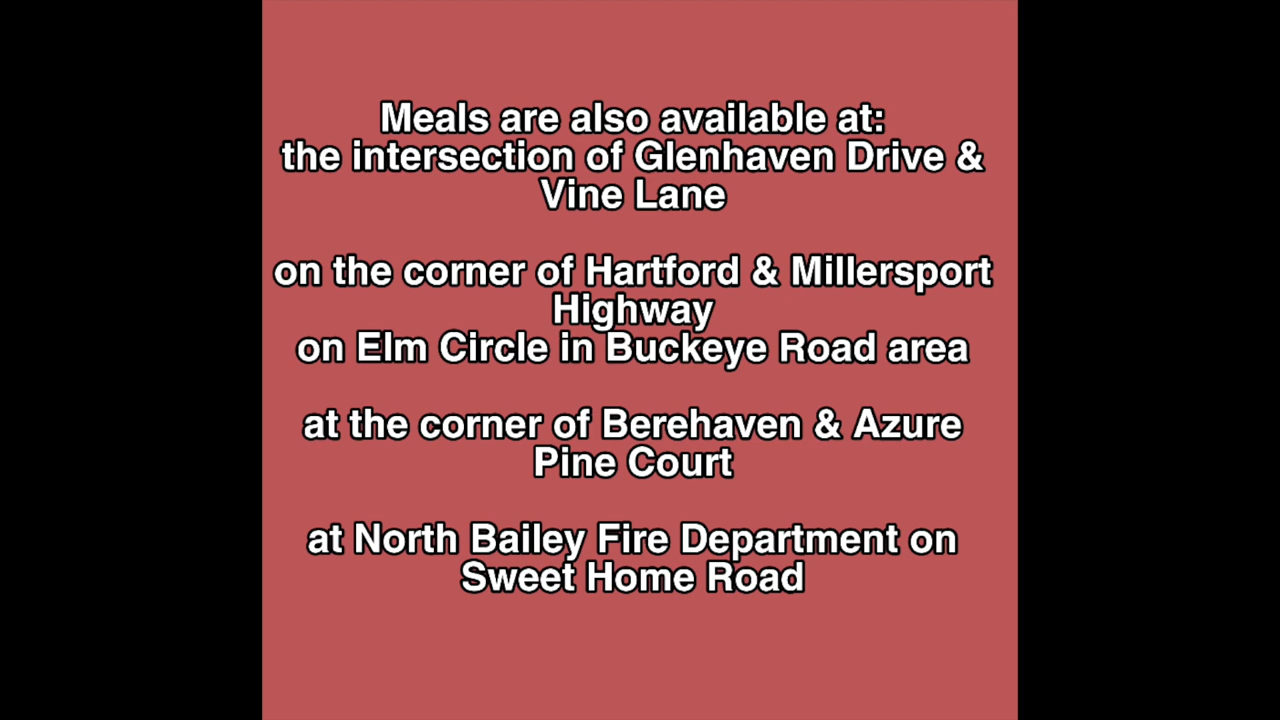 Meals are also available at:
the intersection of Glenhaven Drive &
Vine Lane
on the corner of Hartford & Millersport
Highway
on Elm Circle in Buckeye Road area
at the corner of Berehaven & Azure
Pine Court
at North Bailey Fire Department on
Sweet Home Road